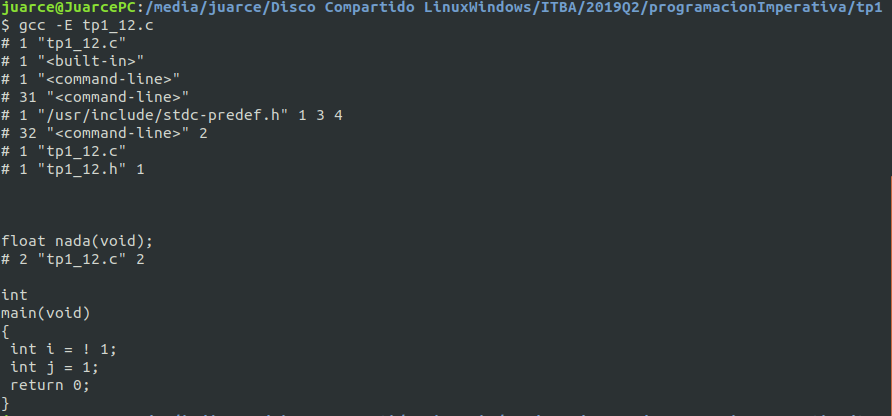 juarce@JuarcePC:/media/juarce/Disco Compartido LinuxWindows/ITBA/2019Q2/programacionImperativa/tp1
$ gcc -E tp1_12.c
# 1 "tp1_12.c"
# 1 "<built-in>"
# 1 "<command-line>"
# 31 "<command-line>"
# 1 "/usr/include/stdc-predef.h" 1 3 4
# 32 "<command-line>" 2
# 1 "tp1_12.c"
# 1 "tp1_12.h" 1
float nada(void);
# 2 "tp1_12.c" 2
int
main(void)
{
 int i = ! 1;
 int j = 1;
 return 0;
}